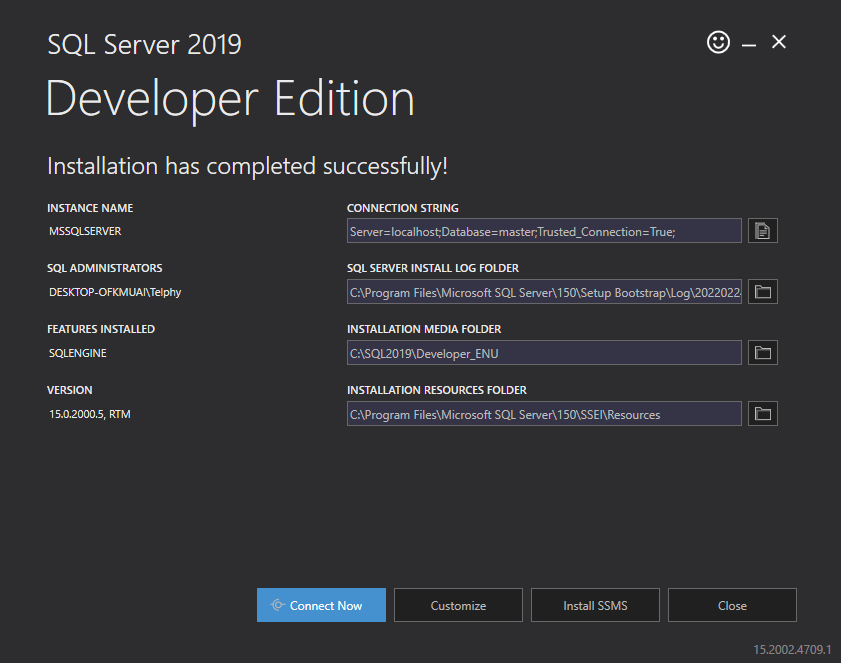 SQL Server 2019
Developer Edition
Installation has completed successfully!
INSTANCE NAME
MSSQLSERVER
CONNECTION STRING
Server=localhost;Database=master;Trusted_Connection=True;
SQL ADMINISTRATORS
DESKTOP-OFKMUAI\Telphy
SQL SERVER INSTALL LOG FOLDER
C:\Program Files\Microsoft SQL Server\150\Setup Bootstrap\Log\2022022
FEATURES INSTALLED
SQLENGINE
INSTALLATION MEDIA FOLDER
C:\SQL2019\Developer_ENU
VERSION
15.0.2000.5, RTM
INSTALLATION RESOURCES FOLDER
C:\Program Files\Microsoft SQL Server\150\SSEI\Resources
Connect Now
Customize
Install SSMS
Close
15.2002.4709.1